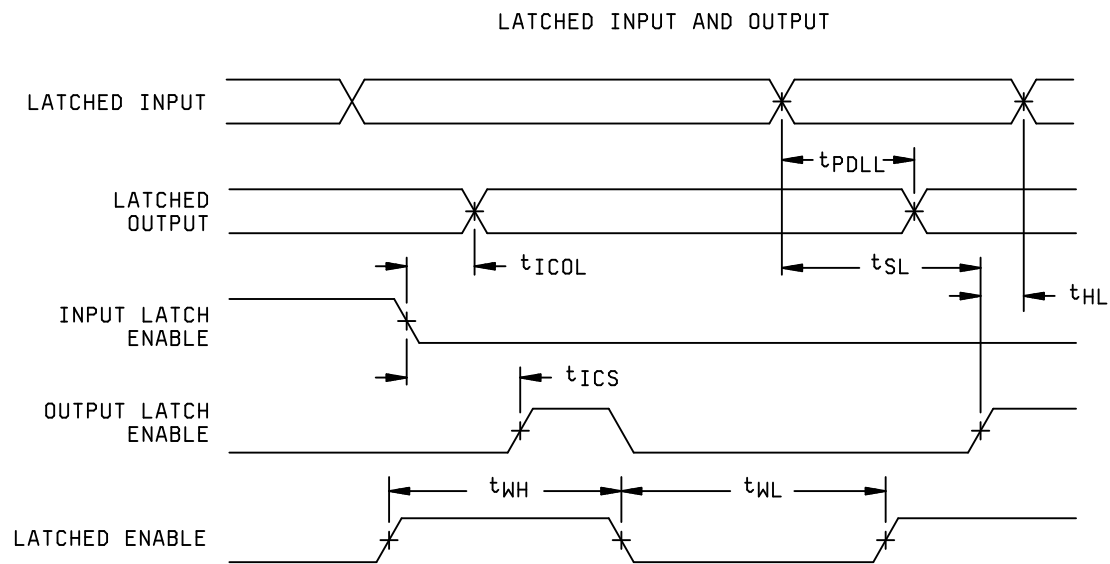 LATCHED INPUT AND OUTPUT
LATCHED INPUT
tPDLL
LATCHED
OUTPUT
tICOL
tSL
tHL
INPUT LATCH
ENABLE
tICS
OUTPUT LATCH
ENABLE
tWH
tWL
LATCHED ENABLE